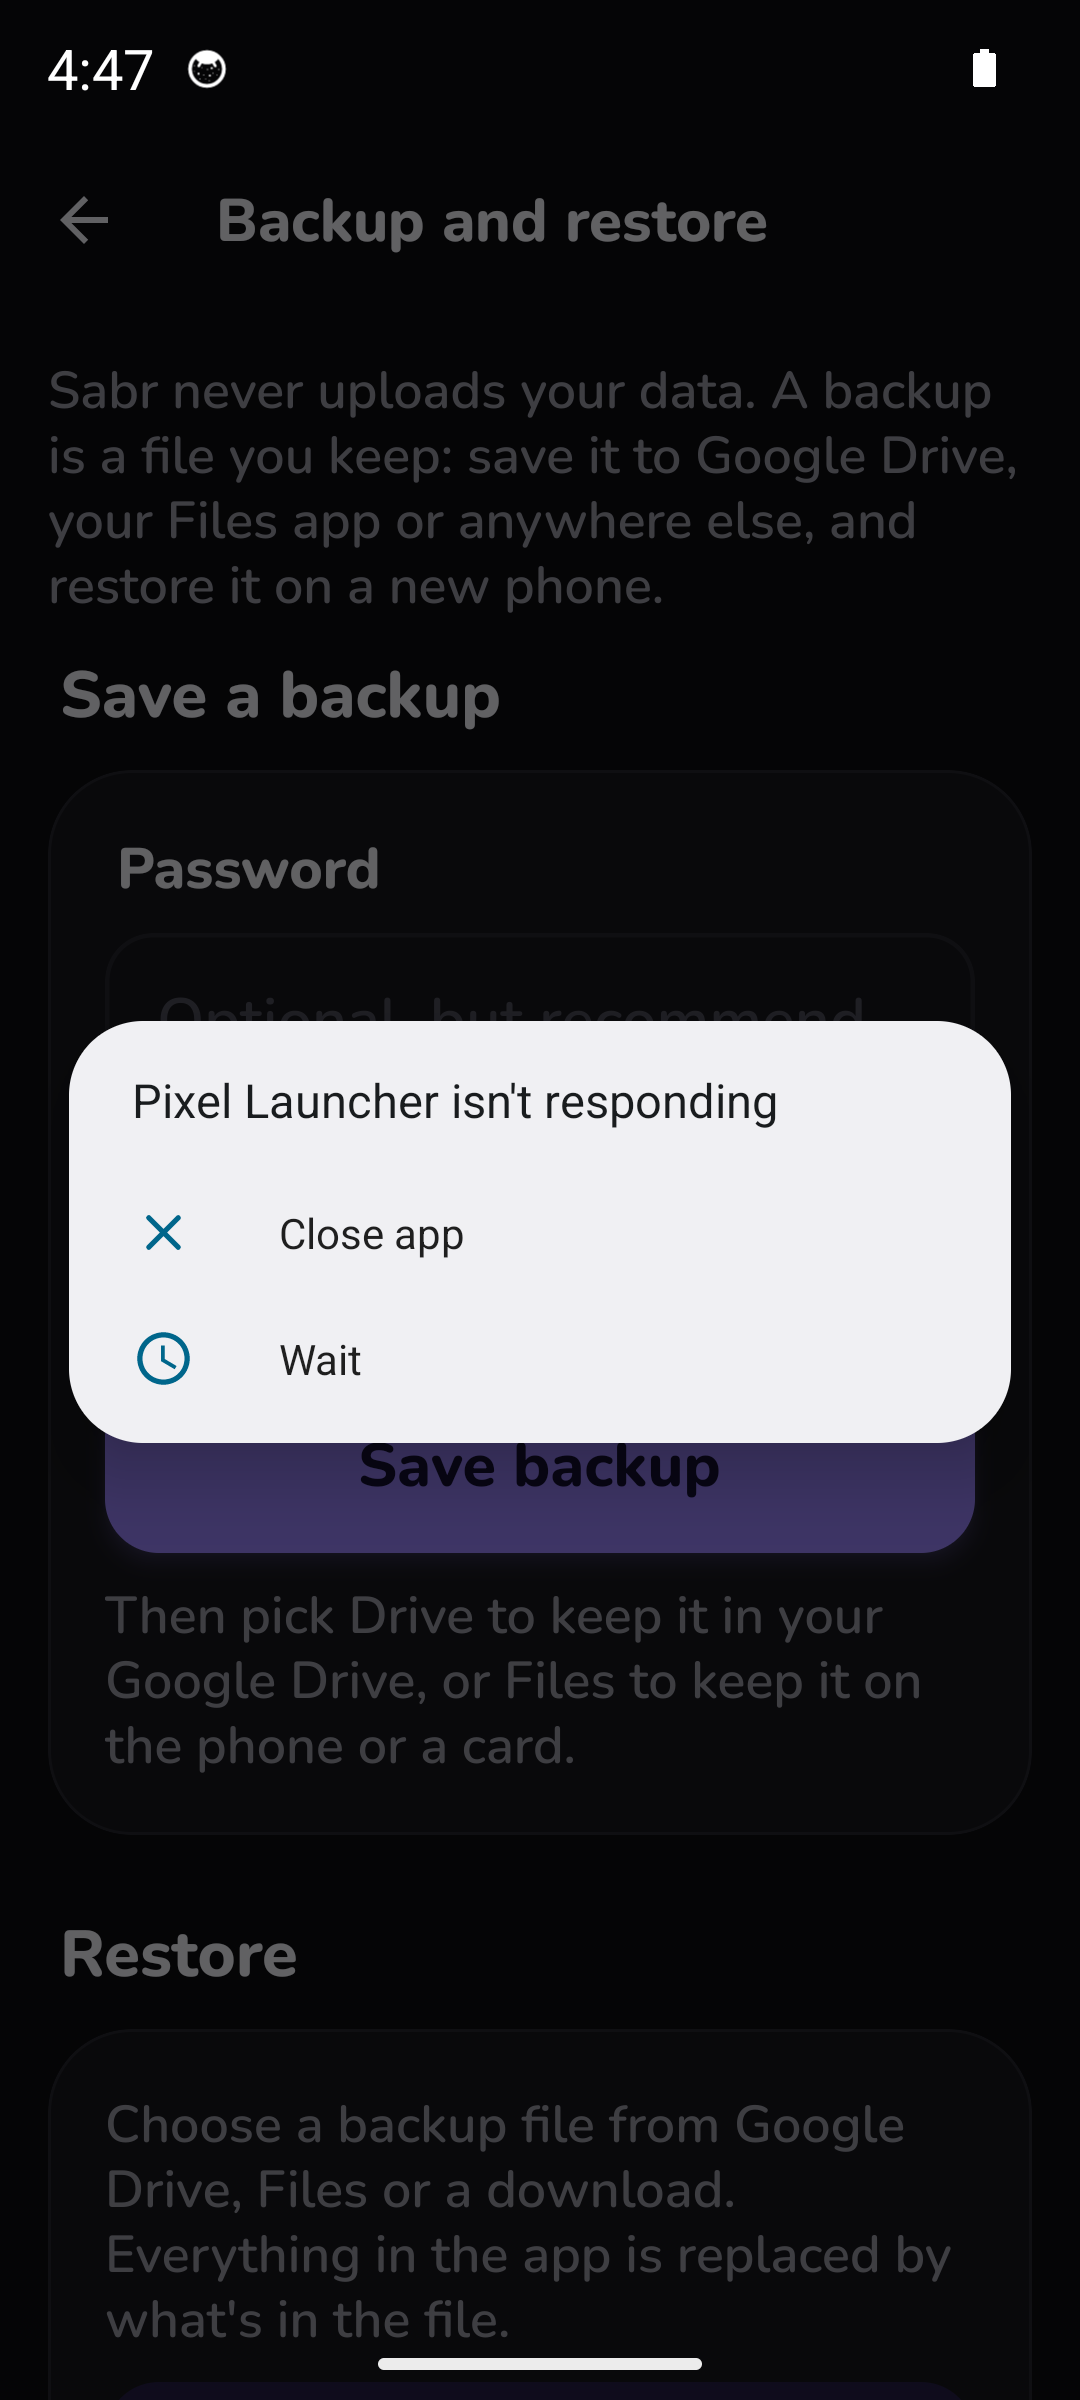 4:47
Backup and restore
Sabr never uploads your data. A backup
is a file you keep: save it to Google Drive,
your Files app or anywhere else, and
restore it on a new phone.
Save a backup
Password
Optional, but recommend
Pixel Launcher isn't responding
Close app
Wait
Save backup
Then pick Drive to keep it in your
Google Drive, or Files to keep it on
the phone or a card.
Restore
Choose a backup file from Google
Drive, Files or a download.
Everything in the app is replaced by
what's in the file.